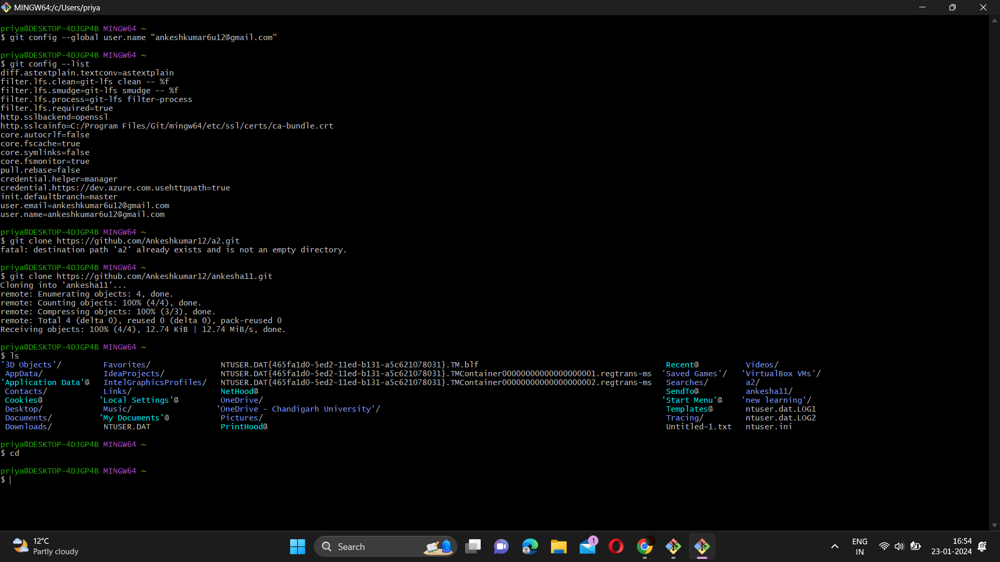 MINGW64:/c/Users/priya
priya@DESKTOP-4DJGP4B MINGW64 ~
$ git config --global user.name "ankeshkumar6u12@gmail.com"
priya@DESKTOP-4DJGP4B MINGW64 ~
$ git config --list
diff.astextplain.textconv=astextplain
filter.lfs.clean=git-lfs clean -- %f
filter.lfs.smudge=git-lfs smudge -- %f
filter.lfs.process=git-lfs filter-process
filter.lfs.required=true
http.sslbackend=openssl
http.sslcainfo=C:/Program Files/Git/mingw64/etc/ssl/certs/ca-bundle.crt
core.autocrlf=false
core.fscache=true
core.symlinks=false
core.fsmonitor=true
pull.rebase=false
credential.helper=manager
credential.https://dev.azure.com.usehttppath=true
init.defaultbranch=master
user.email=ankeshkumar6u12@gmail.com
user.name=ankeshkumar6u12@gmail.com
priya@DESKTOP-4DJGP4B MINGW64 ~
$ git clone https://github.com/Ankeshkumar12/a2.git
fatal: destination path 'a2' already exists and is not an empty directory.
priya@DESKTOP-4DJGP4B MINGW64 ~
$ git clone https://github.com/Ankeshkumar12/ankesha11.git
Cloning into 'ankesha11'...
remote: Enumerating objects: 4, done.
remote: Counting objects: 100% (4/4), done.
remote: Compressing objects: 100% (3/3), done.
remote: Total 4 (delta 0), reused 0 (delta 0), pack-reused 0
Receiving objects: 100% (4/4), 12.74 KiB | 12.74 MiB/s, done.
priya@DESKTOP-4DJGP4B MINGW64 ~
$ ls
'3D Objects'/ Favorites/ NTUSER.DAT{465fa1d0-5ed2-11ed-b131-a5c621078031}.TM.blf Recent@ Videos/
AppData/ IdeaProjects/ NTUSER.DAT{465fa1d0-5ed2-11ed-b131-a5c621078031}.TMContainer00000000000000000001.regtrans-ms 'Saved Games'/ 'VirtualBox VMs'/
'Application Data'@ IntelGraphicsProfiles/ NTUSER.DAT{465fa1d0-5ed2-11ed-b131-a5c621078031}.TMContainer00000000000000000002.regtrans-ms Searches/ a2/
Contacts/ Links/ NetHood@ SendTo@ ankesha11/
Cookies@ 'Local Settings'@ OneDrive/ 'Start Menu'@ 'new learning'/
Desktop/ Music/ 'OneDrive - Chandigarh University'/ Templates@ ntuser.dat.LOG1
Documents/ 'My Documents'@ Pictures/ Tracing/ ntuser.dat.LOG2
Downloads/ NTUSER.DAT PrintHood@ Untitled-1.txt ntuser.ini
priya@DESKTOP-4DJGP4B MINGW64 ~
$ cd
priya@DESKTOP-4DJGP4B MINGW64 ~
$
12°C
Partly cloudy
Search
1
ENG
IN
16:54
23-01-2024